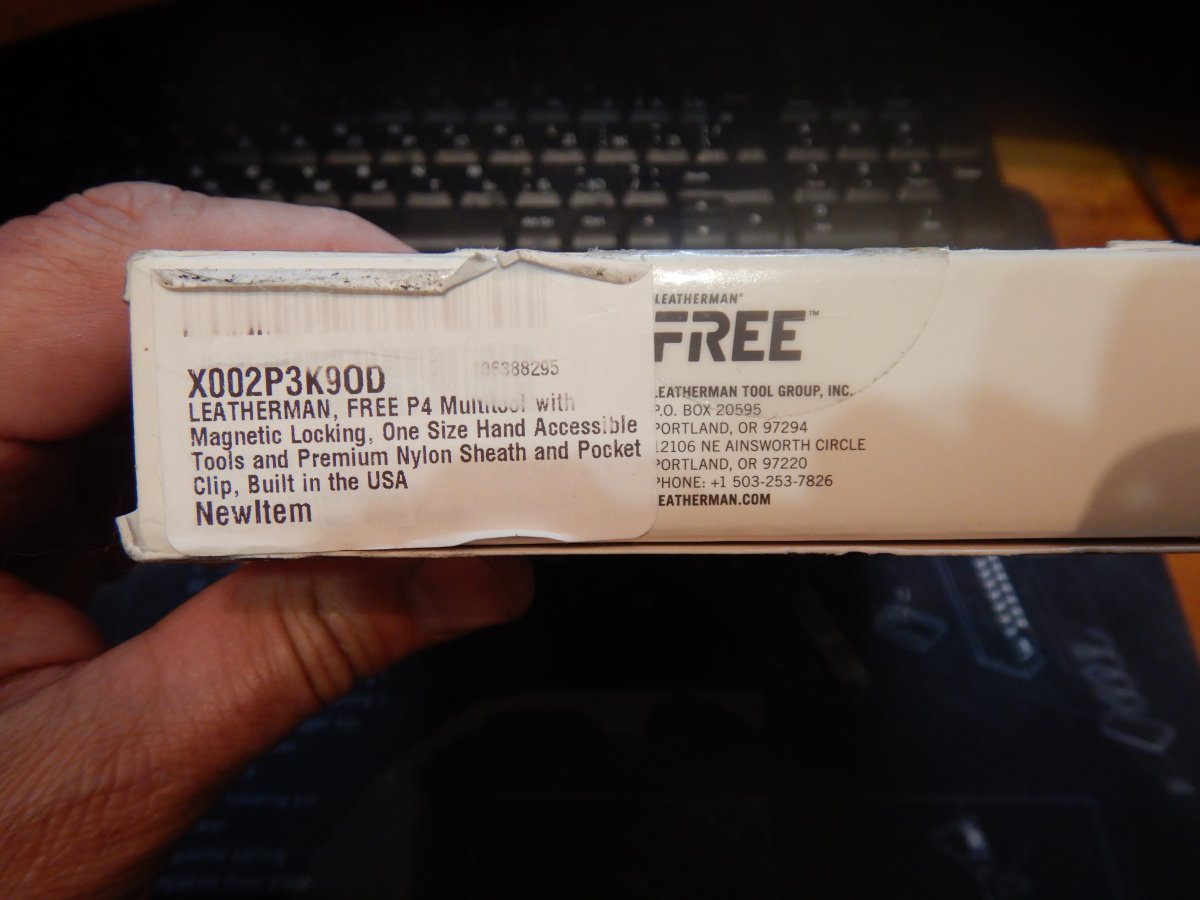 X002P3K9OD
106388295
LEATHERMAN, FREE P4 Multitool with
Magnetic Locking, One Size Hand Accessible
Tools and Premium Nylon Sheath and Pocket
Clip, Built in the USA
NewItem
LEATHERMAN®
FREE™
LEATHERMAN TOOL GROUP, INC.
P.O. BOX 20595
PORTLAND, OR 97294
12106 NE AINSWORTH CIRCLE
PORTLAND, OR 97220
PHONE: +1 503-253-7826
LEATHERMAN.COM